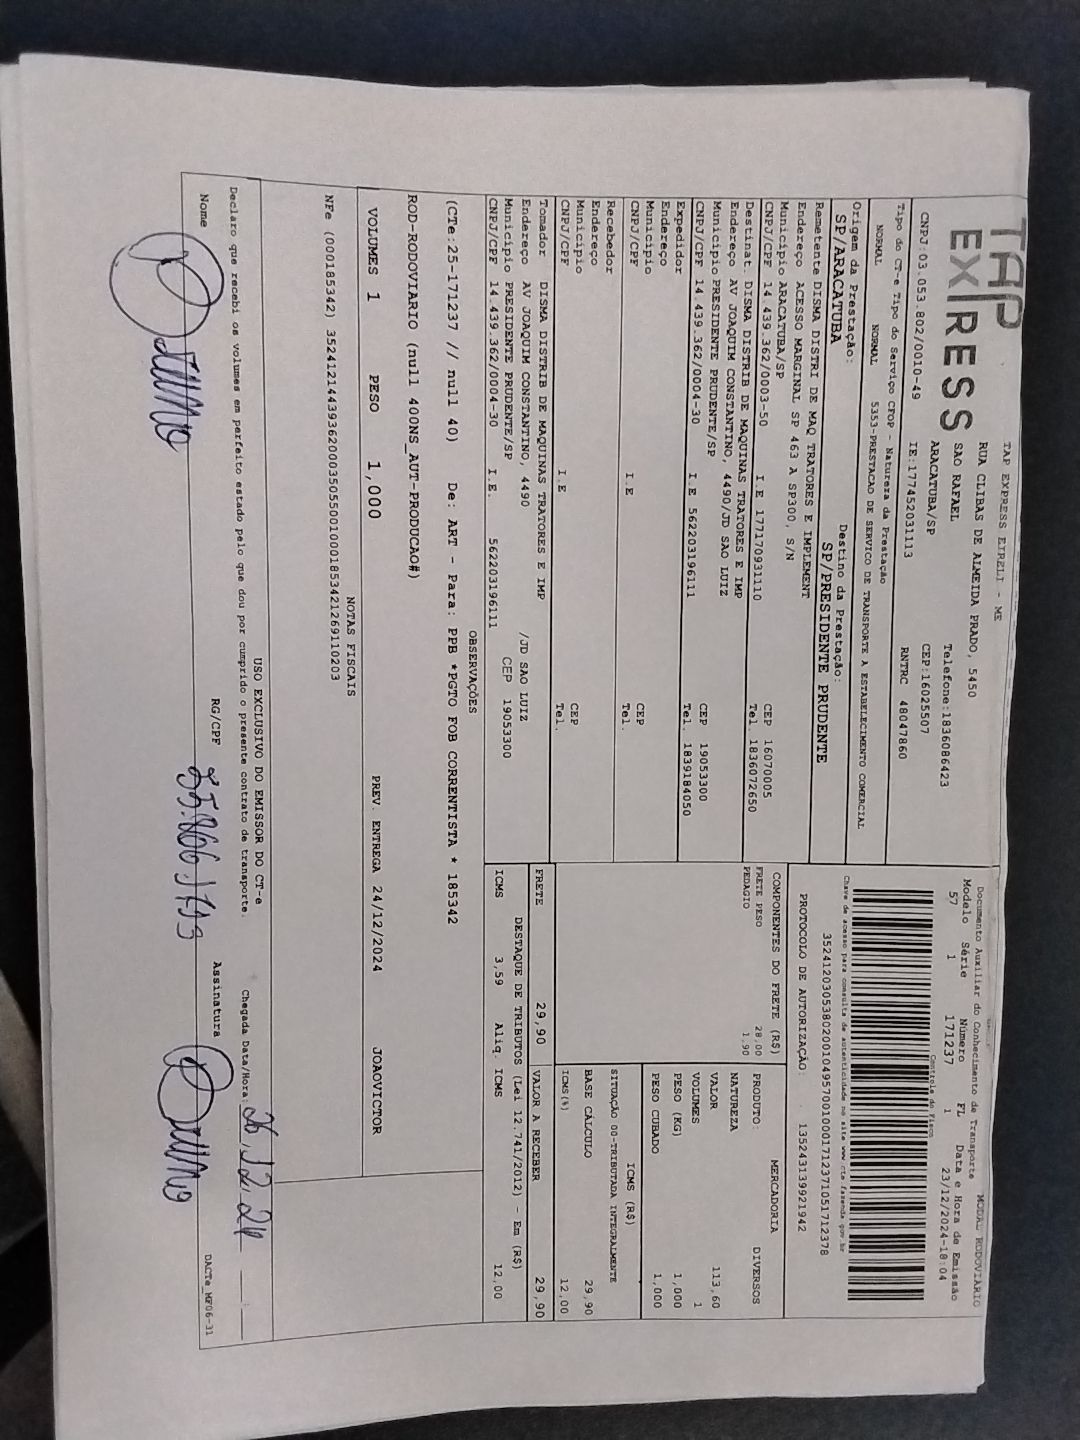 TAP
EXPRESS
TAP EXPRESS EIRELI - ME
RUA CLIBAS DE ALMEIDA PRADO, 5450
SAO RAFAEL Telefone:1836086423
ARACATUBA/SP CEP:16025507
CNPJ:03.053.802/0010-49 IE:177452031113 RNTRC 48047860
Tipo do CT-e Tipo do Serviço CFOP - Natureza da Prestação
NORMAL NORMAL 5353-PRESTACAO DE SERVICO DE TRANSPORTE A ESTABELECIMENTO COMERCIAL
Origem da Prestação: Destino da Prestação:
SP/ARACATUBA SP/PRESIDENTE PRUDENTE
MODAL RODOVIÁRIO
Documento Auxiliar do Conhecimento de Transporte
Modelo Série Número FL Data e Hora de Emissão
57 1 171237 1 23/12/2024-18:04
Controle do Fisco
Chave de acesso para consulta de autenticidade no site www.cte.fazenda.gov.br
35241203053802001049570010001712371051712378
PROTOCOLO DE AUTORIZAÇÃO: 135243139921942
Remetente DISMA DISTRI DE MAQ TRATORES E IMPLEMENT
Endereço ACESSO MARGINAL SP 463 A SP300, S/N
Município ARACATUBA/SP CEP 16070005
CNPJ/CPF 14.439.362/0003-50 I.E 177170931110 Tel. 1836072650
Destinat. DISMA DISTRIB DE MAQUINAS TRATORES E IMP
Endereço AV JOAQUIM CONSTANTINO, 4490/JD SAO LUIZ
Município PRESIDENTE PRUDENTE/SP CEP 19053300
CNPJ/CPF 14.439.362/0004-30 I.E 562203196111 Tel. 1839184050
Expedidor
Endereço
Município CEP
CNPJ/CPF I.E Tel.
Recebedor
Endereço
Município CEP
CNPJ/CPF I.E Tel.
Tomador DISMA DISTRIB DE MAQUINAS TRATORES E IMP
Endereço AV JOAQUIM CONSTANTINO, 4490 /JD SAO LUIZ
Município PRESIDENTE PRUDENTE/SP CEP 19053300
CNPJ/CPF 14.439.362/0004-30 I.E. 562203196111
COMPONENTES DO FRETE (R$)
FRETE PESO 28,00
PEDAGIO 1,90
MERCADORIA
PRODUTO: DIVERSOS
NATUREZA
VALOR 113,60
VOLUMES 1
PESO (KG) 1,000
PESO CUBADO 1,000
ICMS (R$)
SITUAÇÃO 00-TRIBUTADA INTEGRALMENTE
BASE CÁLCULO 29,90
ICMS(%) 12,00
FRETE 29,90 VALOR A RECEBER 29,90
DESTAQUE DE TRIBUTOS (Lei 12.741/2012) - Em (R$)
ICMS 3,59 Aliq. ICMS 12,00
OBSERVAÇÕES
(CTe:25-171237 // null 40) De: ART - Para: PPB *PGTO FOB CORRENTISTA * 185342
ROD-RODOVIARIO (null 400NS_AUT-PRODUCAO#)
VOLUMES 1 PESO 1,000 PREV. ENTREGA 24/12/2024 JOAOVICTOR
NOTAS FISCAIS
NFe (000185342) 35241214439362000350550010001853421269110203
USO EXCLUSIVO DO EMISSOR DO CT-e
Declaro que recebi os volumes em perfeito estado pelo que dou por cumprido o presente contrato de transporte. Chegada Data/Hora: 26,12,24
Nome RG/CPF Assinatura
DACTe_MP06-31